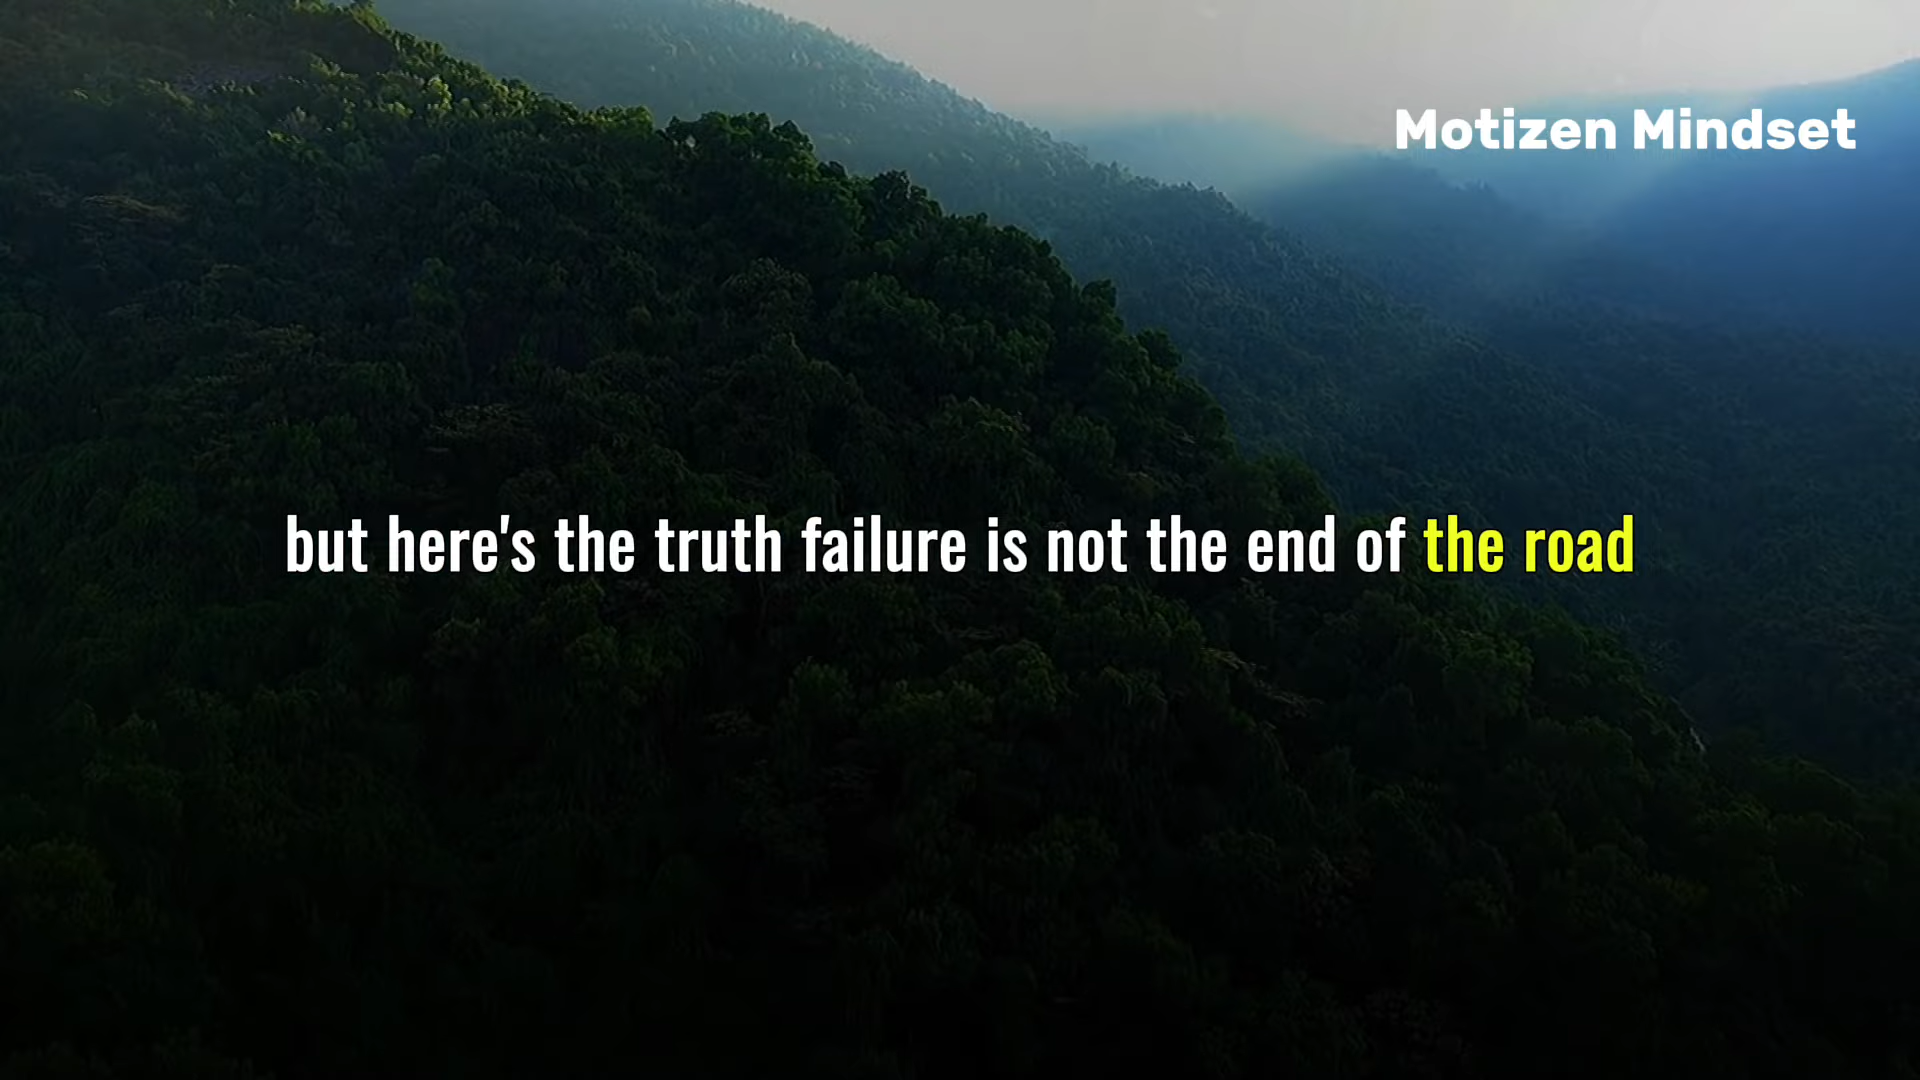 Motizen Mindset
but here's the truth failure is not the end of the road